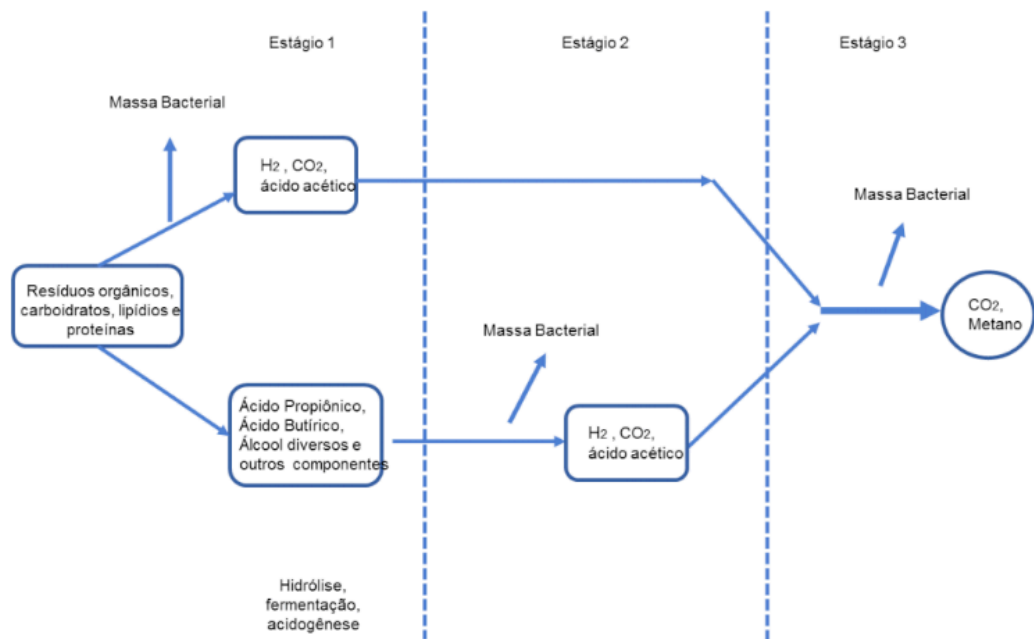 Estágio 1
Estágio 2
Estágio 3
Massa Bacterial
H2 , CO2,
ácido acético
Massa Bacterial
Resíduos orgânicos,
carboidratos, lipídios e
proteínas
CO2,
Metano
Massa Bacterial
Ácido Propiônico,
Ácido Butírico,
Álcool diversos e
outros componentes
H2 , CO2,
ácido acético
Hidrólise,
fermentação,
acidogênese